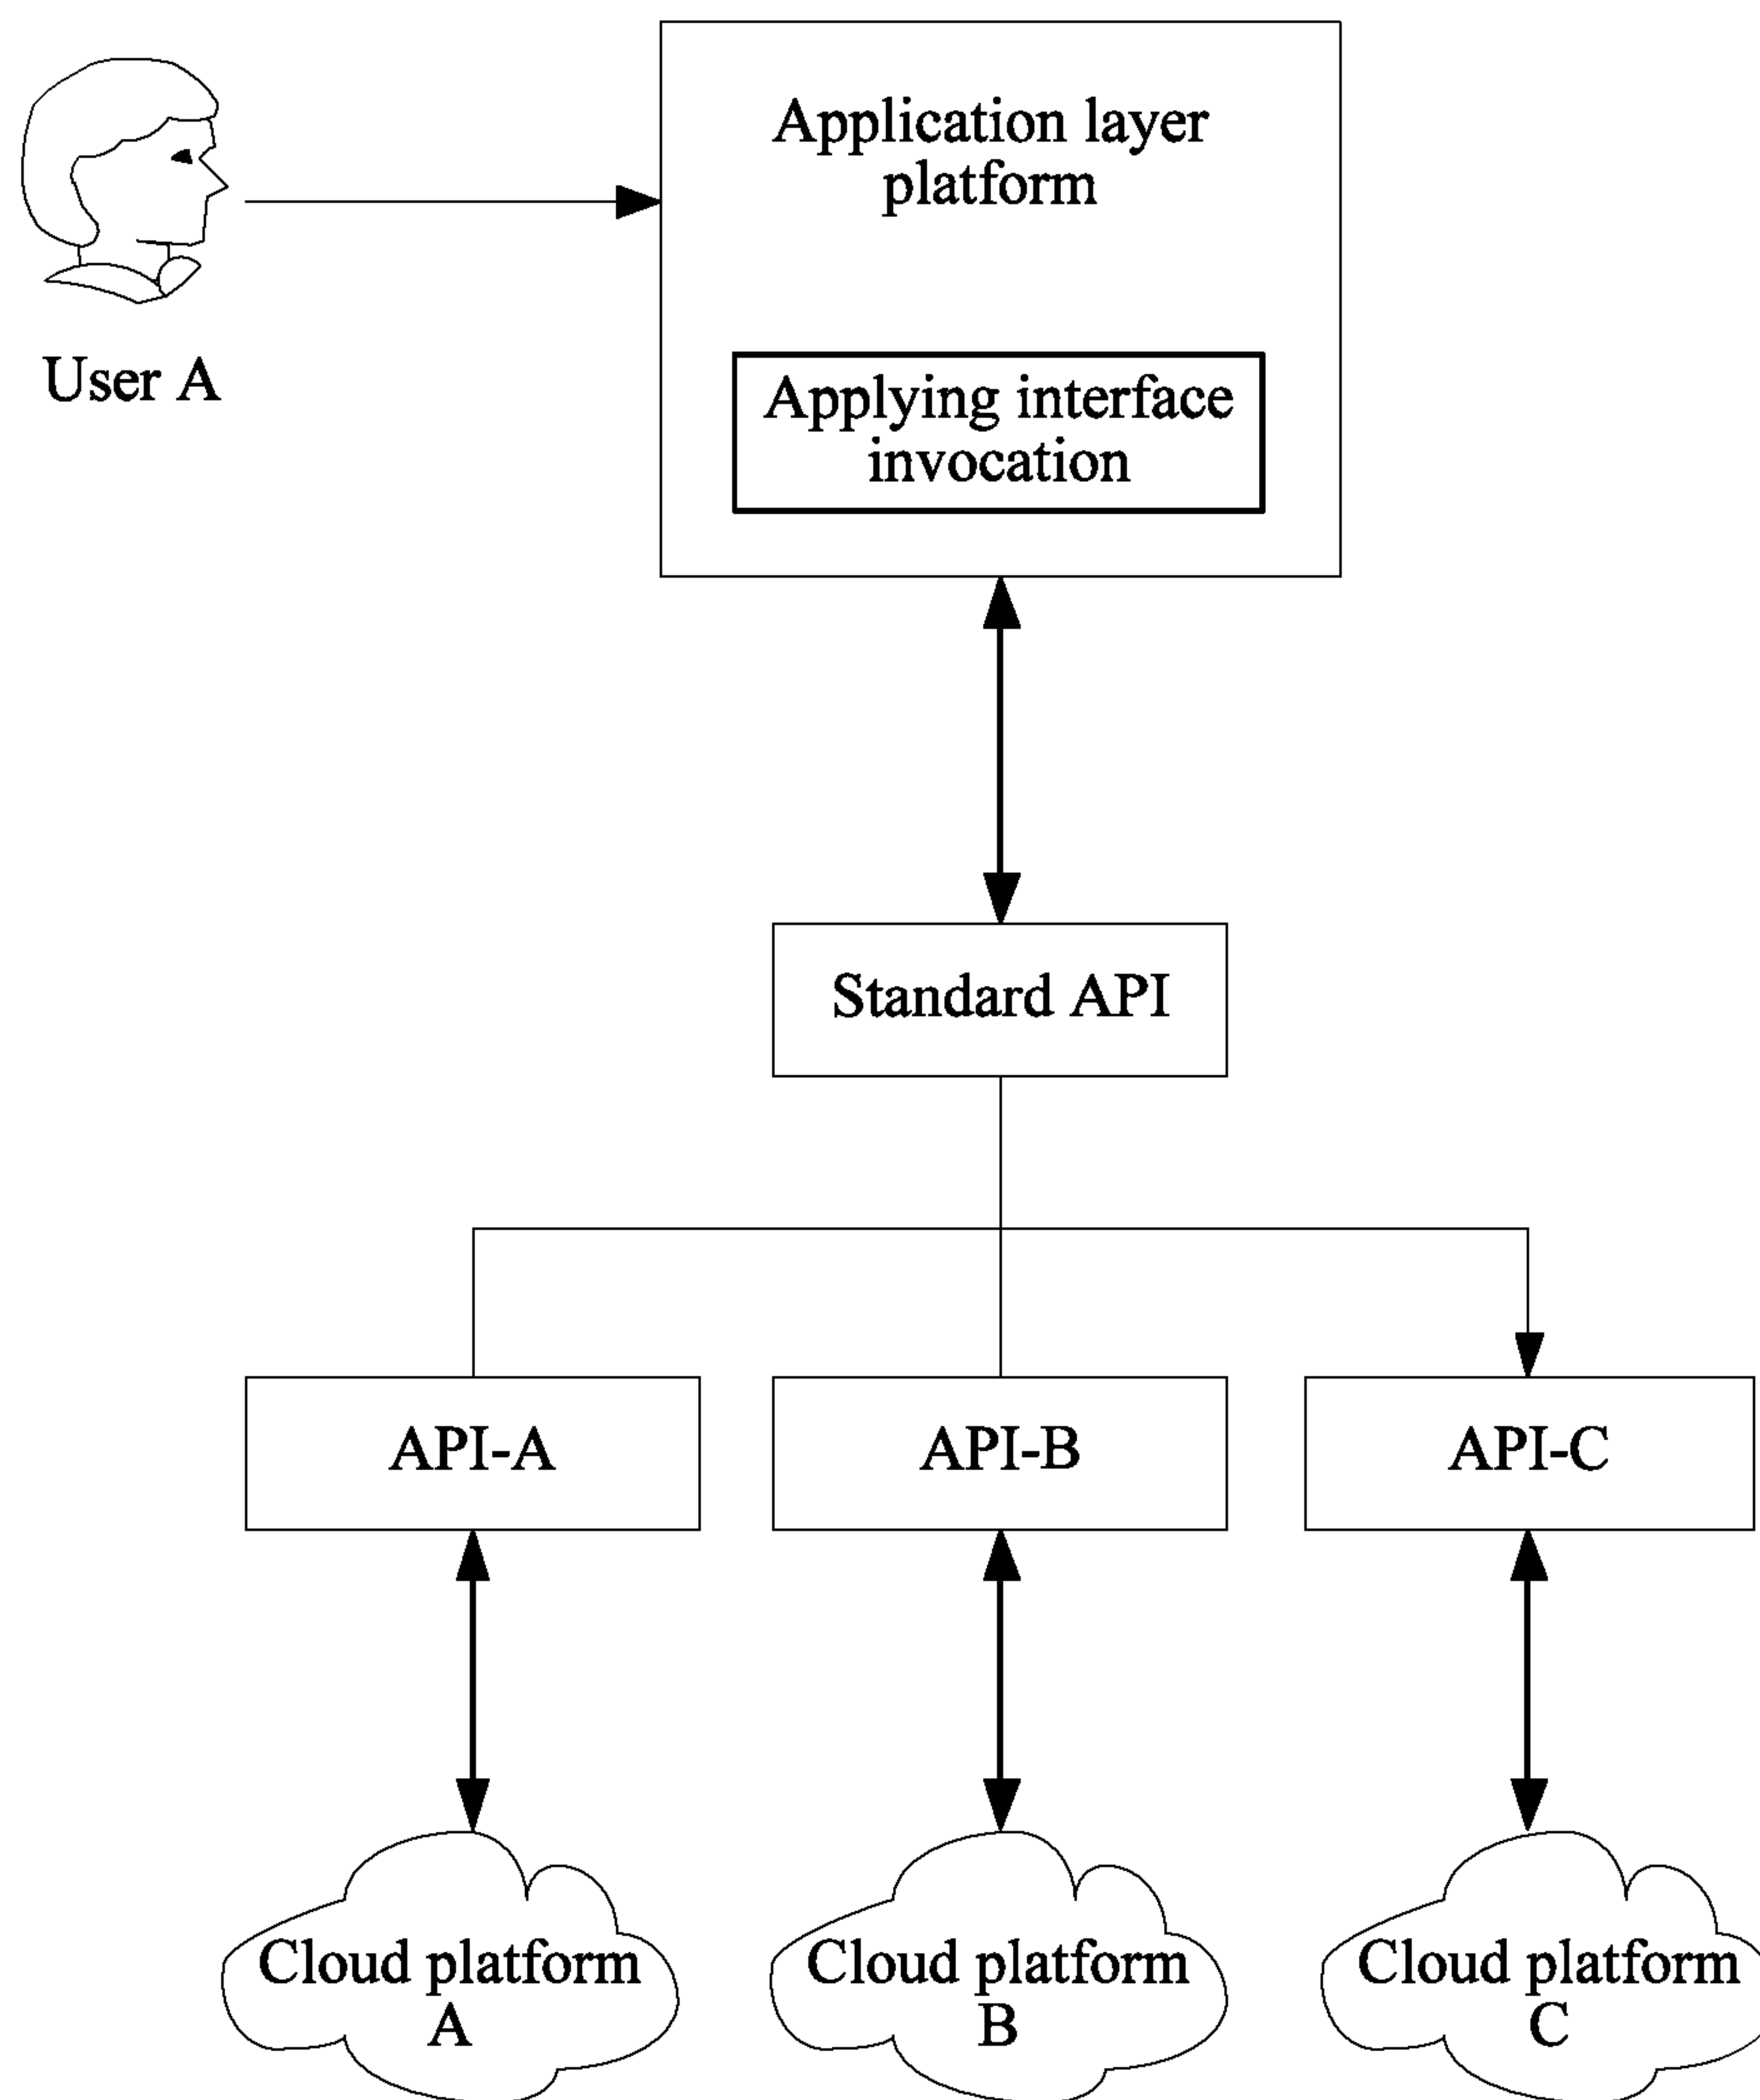 Application layer
platform
User A
Applying interface
invocation
Standard API
API-A
API-B
API-C
Cloud platform
A
Cloud platform
B
Cloud platform
C